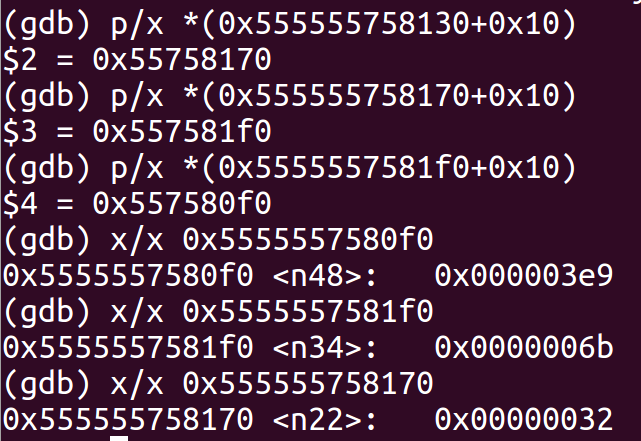 (gdb) p/x *(0x555555758130+0x10)
$2 = 0x55758170
(gdb) p/x *(0x555555758170+0x10)
$3 = 0x557581f0
(gdb) p/x *(0x5555557581f0+0x10)
$4 = 0x557580f0
(gdb) x/x 0x5555557580f0
0x5555557580f0 <n48>:   0x000003e9
(gdb) x/x 0x5555557581f0
0x5555557581f0 <n34>:   0x0000006b
(gdb) x/x 0x555555758170
0x555555758170 <n22>:   0x00000032